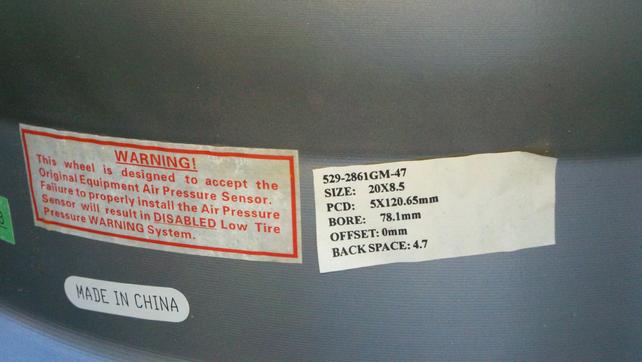 WARNING!
This wheel is designed to accept the
Original Equipment Air Pressure Sensor.
Failure to properly install the Air Pressure
Sensor will result in DISABLED Low Tire
Pressure WARNING System.
529-2861GM-47
SIZE: 20X8.5
PCD: 5X120.65mm
BORE: 78.1mm
OFFSET: 0mm
BACK SPACE: 4.7
MADE IN CHINA